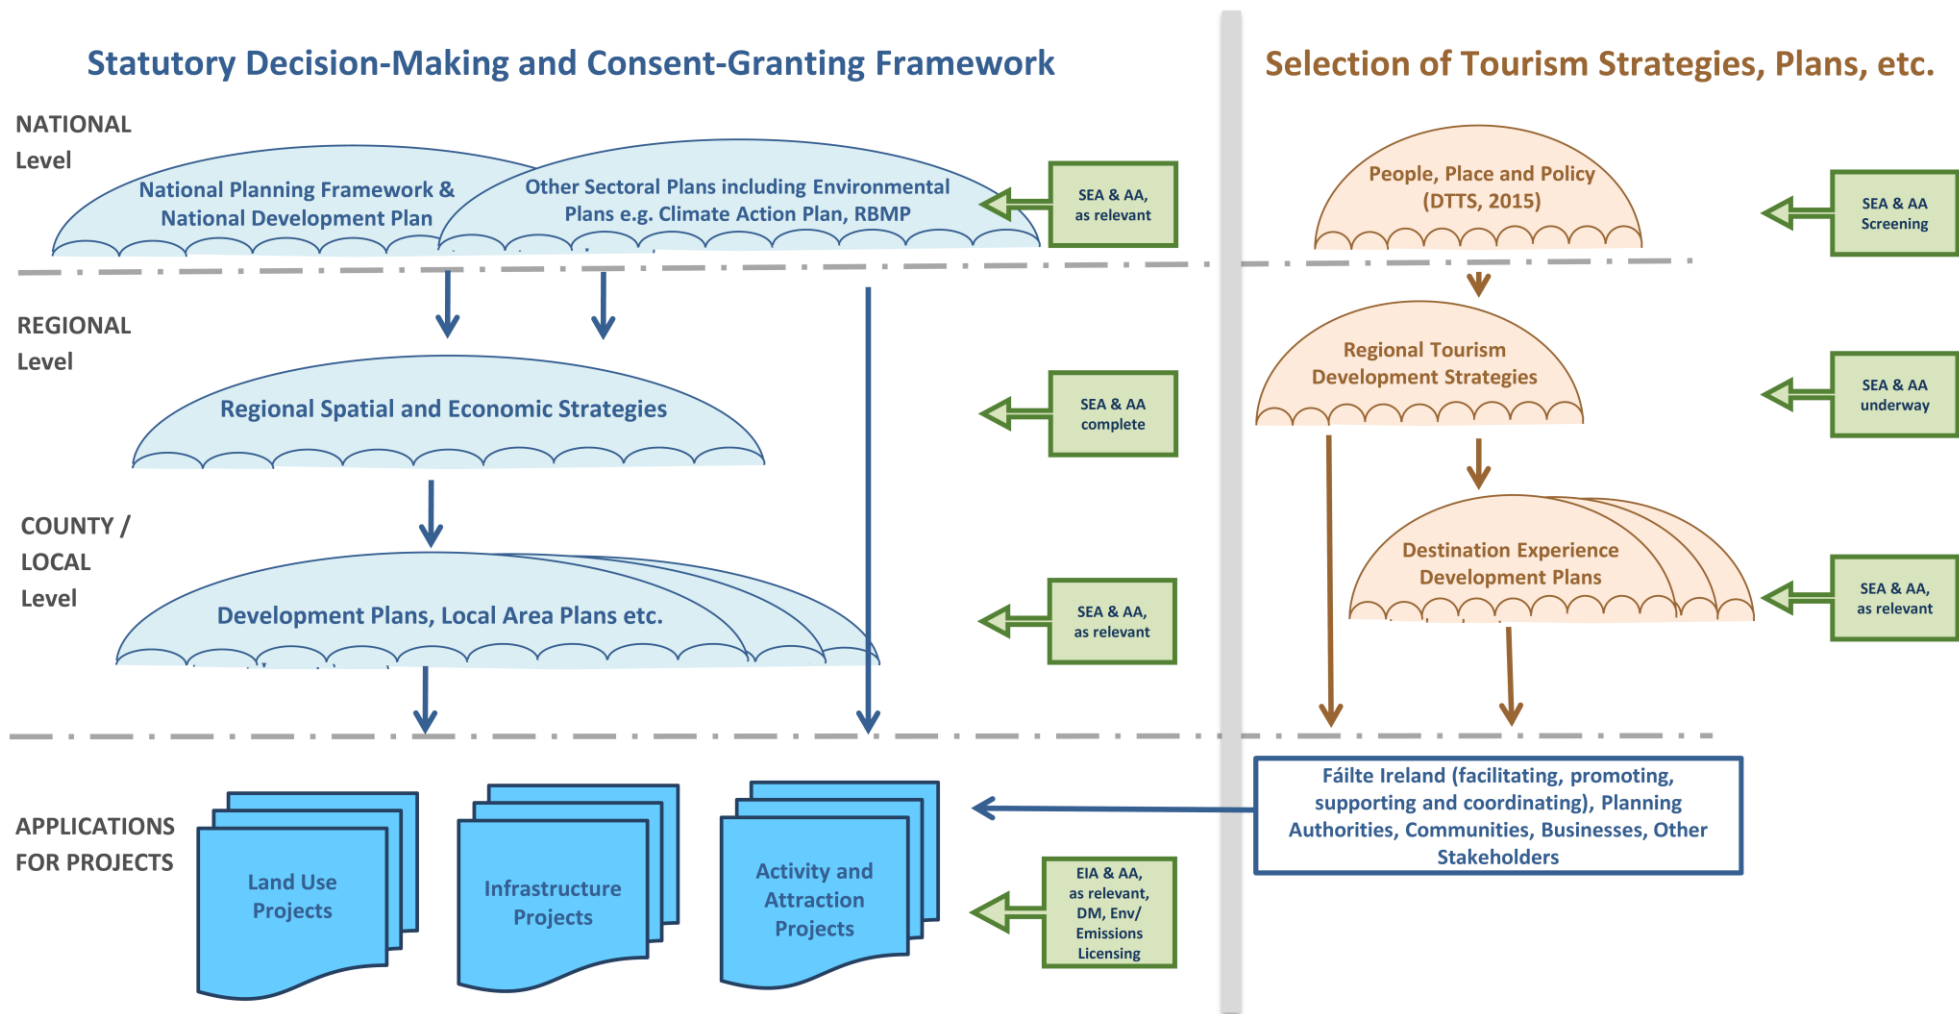 Statutory Decision-Making and Consent-Granting Framework
Selection of Tourism Strategies, Plans, etc.
NATIONAL
Level
National Planning Framework &
National Development Plan
Other Sectoral Plans including Environmental
Plans e.g. Climate Action Plan, RBMP
SEA & AA,
as relevant
People, Place and Policy
(DTTS, 2015)
SEA & AA
Screening
REGIONAL
Level
Regional Spatial and Economic Strategies
SEA & AA
complete
Regional Tourism
Development Strategies
SEA & AA
underway
COUNTY /
LOCAL
Level
Development Plans, Local Area Plans etc.
SEA & AA,
as relevant
Destination Experience
Development Plans
SEA & AA,
as relevant
APPLICATIONS
FOR PROJECTS
Land Use
Projects
Infrastructure
Projects
Activity and
Attraction
Projects
EIA & AA,
as relevant,
DM, Env/
Emissions
Licensing
Fáilte Ireland (facilitating, promoting,
supporting and coordinating), Planning
Authorities, Communities, Businesses, Other
Stakeholders